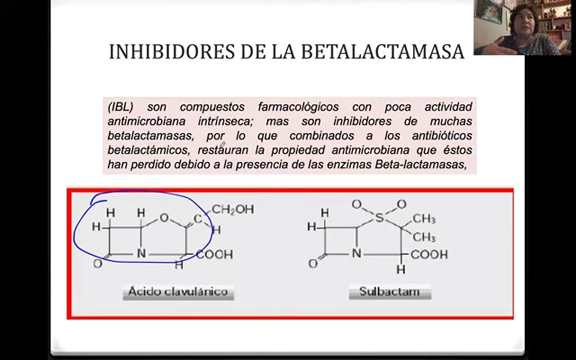 INHIBIDORES DE LA BETALACTAMASA
(IBL) son compuestos farmacológicos con poca actividad
antimicrobiana intrínseca; mas son inhibidores de muchas
betalactamasas, por lo que combinados a los antibióticos
betalactámicos, restauran la propiedad antimicrobiana que éstos
han perdido debido a la presencia de las enzimas Beta-lactamasas,
H H O C CH₂OH
H H
O N COOH
H
Ácido clavulánico
O O
H S CH₃
H CH₃
O N COOH
H
Sulbactam